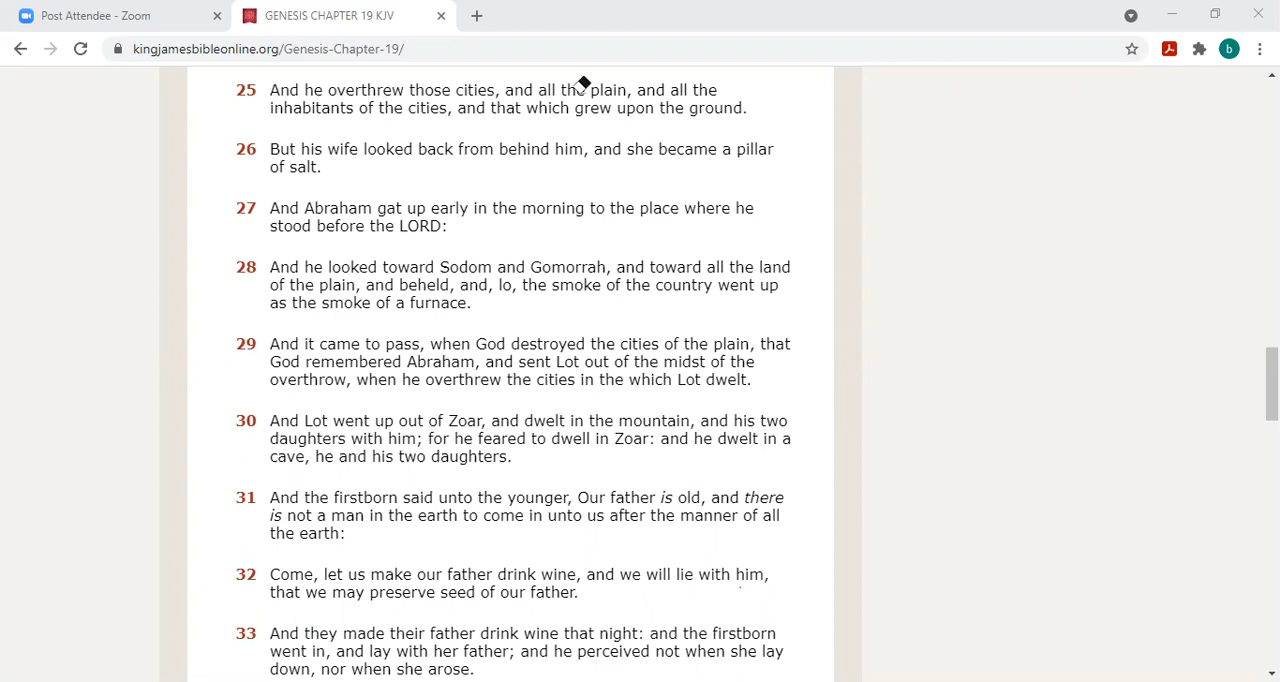 Post Attendee - Zoom
GENESIS CHAPTER 19 KJV
kingjamesbibleonline.org/Genesis-Chapter-19/
b
25 And he overthrew those cities, and all the plain, and all the
inhabitants of the cities, and that which grew upon the ground.
26 But his wife looked back from behind him, and she became a pillar
of salt.
27 And Abraham gat up early in the morning to the place where he
stood before the LORD:
28 And he looked toward Sodom and Gomorrah, and toward all the land
of the plain, and beheld, and, lo, the smoke of the country went up
as the smoke of a furnace.
29 And it came to pass, when God destroyed the cities of the plain, that
God remembered Abraham, and sent Lot out of the midst of the
overthrow, when he overthrew the cities in the which Lot dwelt.
30 And Lot went up out of Zoar, and dwelt in the mountain, and his two
daughters with him; for he feared to dwell in Zoar: and he dwelt in a
cave, he and his two daughters.
31 And the firstborn said unto the younger, Our father is old, and there
is not a man in the earth to come in unto us after the manner of all
the earth:
32 Come, let us make our father drink wine, and we will lie with him,
that we may preserve seed of our father.
33 And they made their father drink wine that night: and the firstborn
went in, and lay with her father; and he perceived not when she lay
down, nor when she arose.